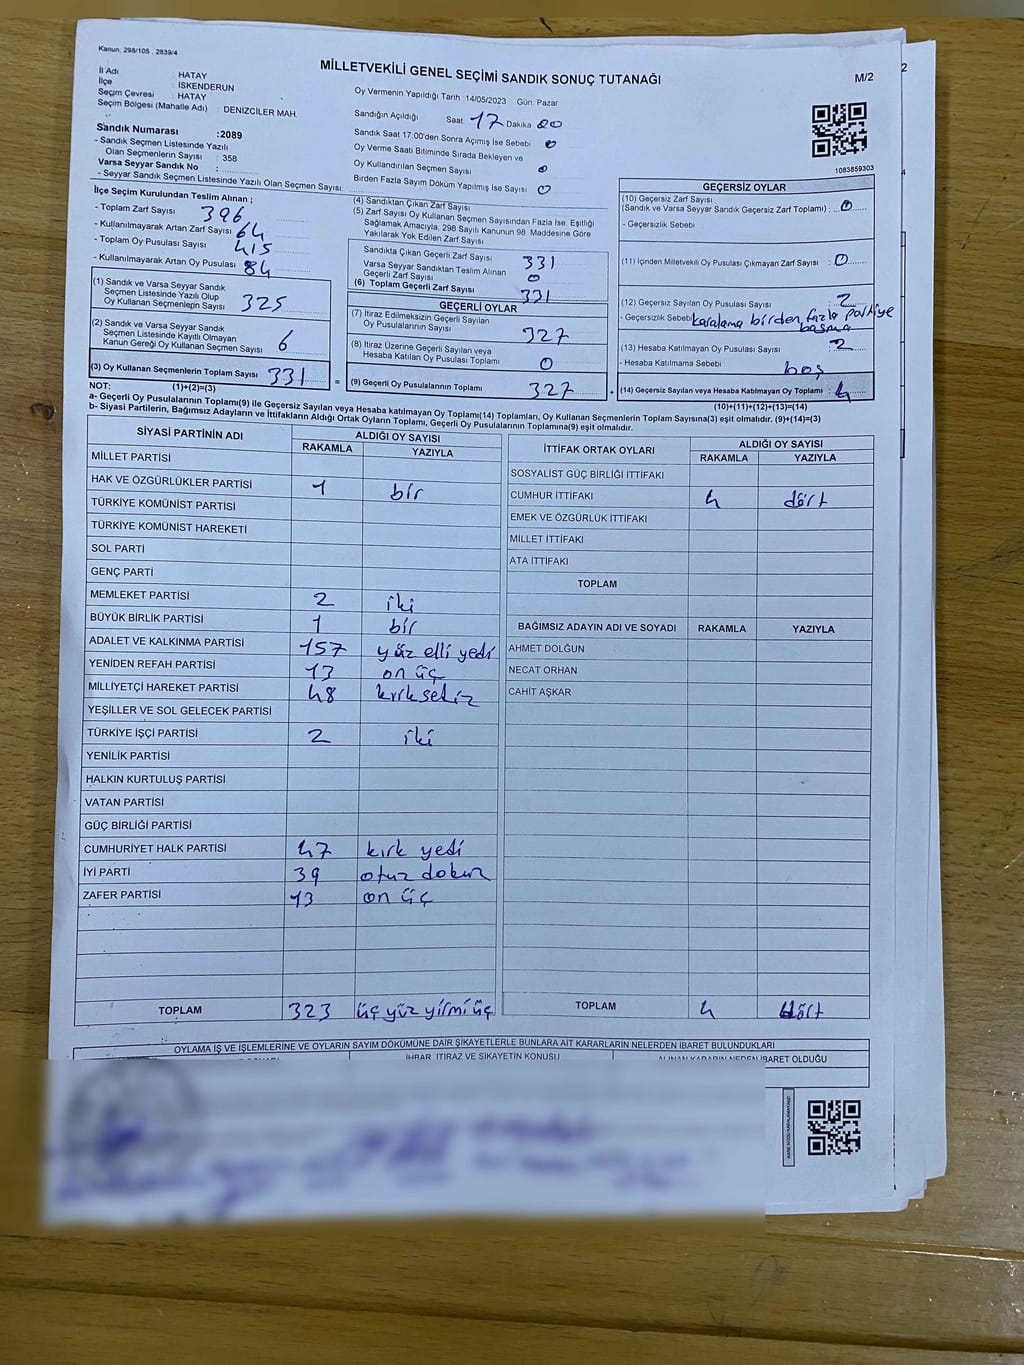 Kanun; 298/105 , 2839/4
MİLLETVEKİLİ GENEL SEÇİMİ SANDIK SONUÇ TUTANAĞI
M/2
2
İl Adı : HATAY
İlçe : İSKENDERUN
Seçim Çevresi : HATAY
Seçim Bölgesi (Mahalle Adı) : DENİZCİLER MAH.
Sandık Numarası :2089
- Sandık Seçmen Listesinde Yazılı
Olan Seçmenlerin Sayısı : 358
Varsa Seyyar Sandık No :
- Seyyar Sandık Seçmen Listesinde Yazılı Olan Seçmen Sayısı:
Oy Vermenin Yapıldığı Tarih :14/05/2023 Gün: Pazar
Sandığın Açıldığı Saat 17 Dakika 00
Sandık Saat 17:00'den Sonra Açımış İse Sebebi 0
Oy Verme Saati Bitiminde Sırada Bekleyen ve
Oy Kullandırılan Seçmen Sayısı 0
Birden Fazla Sayım Döküm Yapılmış İse Sayısı 0
1083859303
İlçe Seçim Kurulundan Teslim Alınan ;
- Toplam Zarf Sayısı 396
- Kullanılmayarak Artan Zarf Sayısı 64
- Toplam Oy Pusulası Sayısı 415
- Kullanılmayarak Artan Oy Pusulası 84
(1) Sandık ve Varsa Seyyar Sandık
Seçmen Listesinde Yazılı Olup
Oy Kullanan Seçmenlerin Sayısı 325
(2) Sandık ve Varsa Seyyar Sandık
Seçmen Listesinde Kayıtlı Olmayan
Kanun Gereği Oy Kullanan Seçmen Sayısı 6
(3) Oy Kullanan Seçmenlerin Toplam Sayısı 331
(4) Sandıktan Çıkan Zarf Sayısı
(5) Zarf Sayısı Oy Kullanan Seçmen Sayısından Fazla İse, Eşitliği
Sağlamak Amacıyla, 298 Sayılı Kanunun 98. Maddesine Göre
Yakılarak Yok Edilen Zarf Sayısı
Sandıkta Çıkan Geçerli Zarf Sayısı 331
Varsa Seyyar Sandıktan Teslim Alınan
Geçerli Zarf Sayısı 0
(6) Toplam Geçerli Zarf Sayısı 331
GEÇERLİ OYLAR
(7) İtiraz Edilmeksizin Geçerli Sayılan
Oy Pusulalarının Sayısı 327
(8) İtiraz Üzerine Geçerli Sayılan veya
Hesaba Katılan Oy Pusulası Toplamı 0
= (9) Geçerli Oy Pusulalarının Toplamı 327 +
GEÇERSİZ OYLAR
(10) Geçersiz Zarf Sayısı
(Sandık ve Varsa Seyyar Sandık Geçersiz Zarf Toplamı) : 0
- Geçersizlik Sebebi
(11) İçinden Milletvekili Oy Pusulası Çıkmayan Zarf Sayısı : 0
(12) Geçersiz Sayılan Oy Pusulası Sayısı : 2
- Geçersizlik Sebebi karalama birden fazla partiye
basma
(13) Hesaba Katılmayan Oy Pusulası Sayısı : 2
- Hesaba Katılmama Sebebi : boş
(14) Geçersiz Sayılan veya Hesaba Katılmayan Oy Toplamı : 4
NOT: (1)+(2)=(3)
(10)+(11)+(12)+(13)=(14)
a- Geçerli Oy Pusulalarının Toplamı(9) ile Geçersiz Sayılan veya Hesaba katılmayan Oy Toplamı(14) Toplamları, Oy Kullanan Seçmenlerin Toplam Sayısına(3) eşit olmalıdır. (9)+(14)=(3)
b- Siyasi Partilerin, Bağımsız Adayların ve İttifakların Aldığı Ortak Oyların Toplamı, Geçerli Oy Pusulalarının Toplamına(9) eşit olmalıdır.
SİYASİ PARTİNİN ADI ALDIĞI OY SAYISI
RAKAMLA YAZIYLA
MİLLET PARTİSİ
HAK VE ÖZGÜRLÜKLER PARTİSİ 1 bir
TÜRKİYE KOMÜNİST PARTİSİ
TÜRKİYE KOMÜNİST HAREKETİ
SOL PARTİ
GENÇ PARTİ
MEMLEKET PARTİSİ 2 iki
BÜYÜK BİRLİK PARTİSİ 1 bir
ADALET VE KALKINMA PARTİSİ 157 yüz elli yedi
YENİDEN REFAH PARTİSİ 13 on üç
MİLLİYETÇİ HAREKET PARTİSİ 48 kırksekiz
YEŞİLLER VE SOL GELECEK PARTİSİ
TÜRKİYE İŞÇİ PARTİSİ 2 iki
YENİLİK PARTİSİ
HALKIN KURTULUŞ PARTİSİ
VATAN PARTİSİ
GÜÇ BİRLİĞİ PARTİSİ
CUMHURİYET HALK PARTİSİ 47 kırk yedi
İYİ PARTİ 39 otuz dokuz
ZAFER PARTİSİ 13 on üç
TOPLAM 323 üç yüz yirmi üç
İTTİFAK ORTAK OYLARI ALDIĞI OY SAYISI
RAKAMLA YAZIYLA
SOSYALİST GÜÇ BİRLİĞİ İTTİFAKI
CUMHUR İTTİFAKI 4 dört
EMEK VE ÖZGÜRLÜK İTTİFAKI
MİLLET İTTİFAKI
ATA İTTİFAKI
TOPLAM
BAĞIMSIZ ADAYIN ADI VE SOYADI RAKAMLA YAZIYLA
AHMET DOLĞUN
NECAT ORHAN
CAHİT AŞKAR
TOPLAM 4 dört
OYLAMA İŞ VE İŞLEMLERİNE VE OYLARIN SAYIM DÖKÜMÜNE DAİR ŞİKAYETLERLE BUNLARA AİT KARARLARIN NELERDEN İBARET BULUNDUKLARI
İHBAR, İTİRAZ VE ŞİKAYETİN KONUSU ALINAN KARARIN NEDEN İBARET OLDUĞU